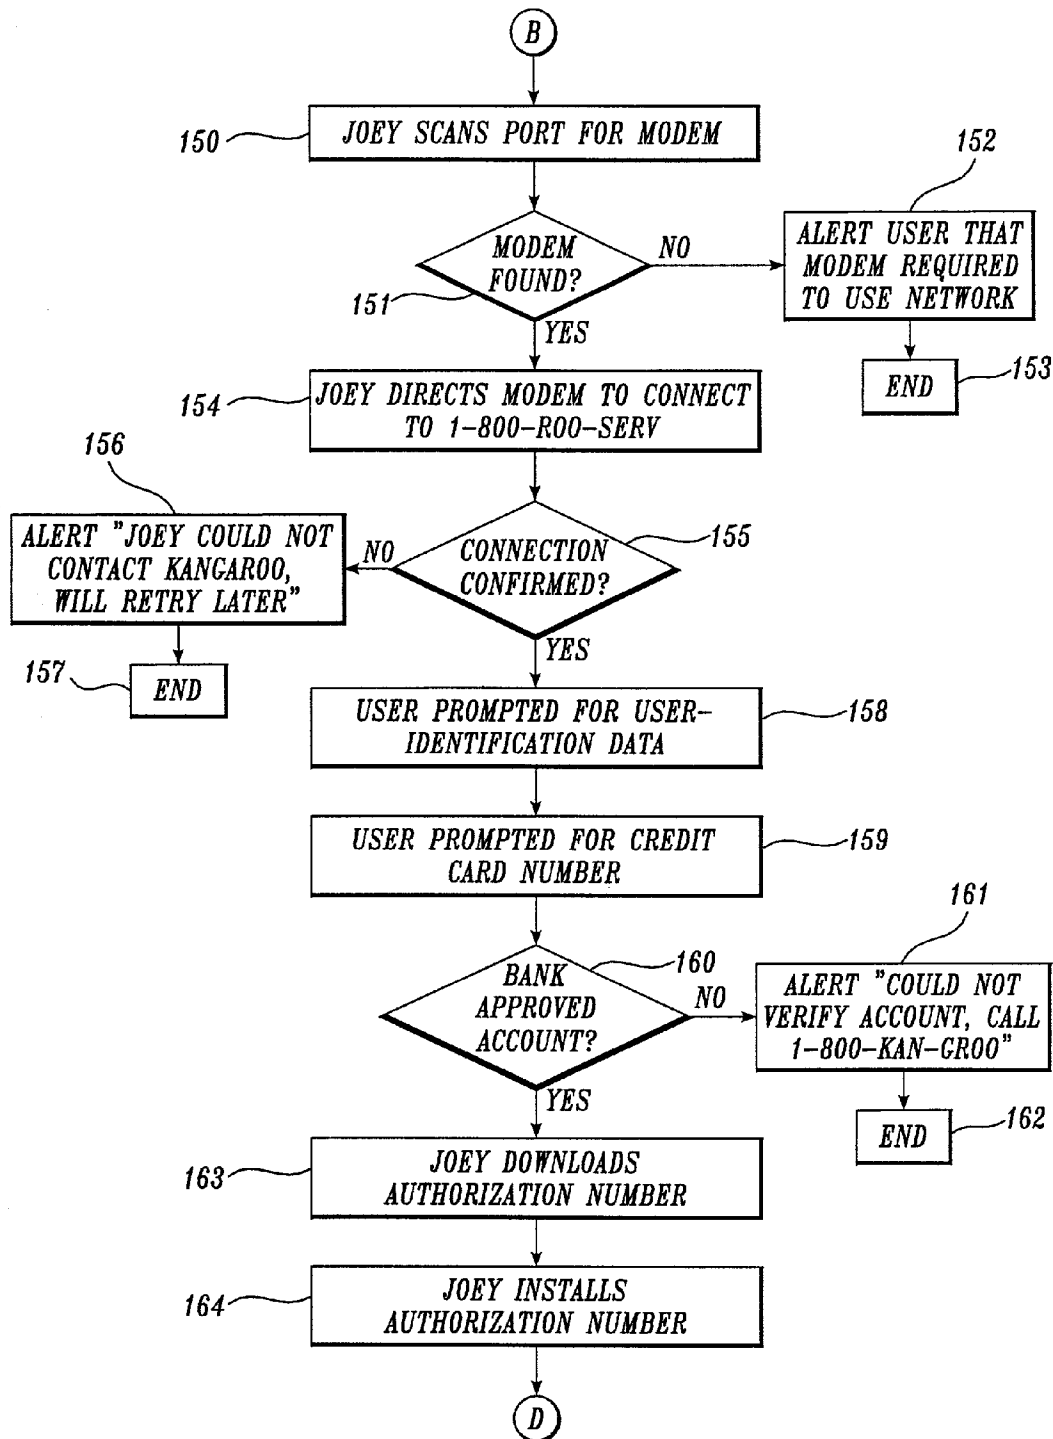 B
150
JOEY SCANS PORT FOR MODEM
152
MODEM
FOUND?
151
NO
YES
ALERT USER THAT
MODEM REQUIRED
TO USE NETWORK
END
153
154
JOEY DIRECTS MODEM TO CONNECT
TO 1-800-ROO-SERV
156
ALERT "JOEY COULD NOT
CONTACT KANGAROO,
WILL RETRY LATER"
NO
CONNECTION
CONFIRMED?
155
YES
157
END
USER PROMPTED FOR USER-
IDENTIFICATION DATA
158
USER PROMPTED FOR CREDIT
CARD NUMBER
159
161
BANK
APPROVED
ACCOUNT?
160
NO
YES
ALERT "COULD NOT
VERIFY ACCOUNT, CALL
1-800-KAN-GROO"
END
162
163
JOEY DOWNLOADS
AUTHORIZATION NUMBER
164
JOEY INSTALLS
AUTHORIZATION NUMBER
D